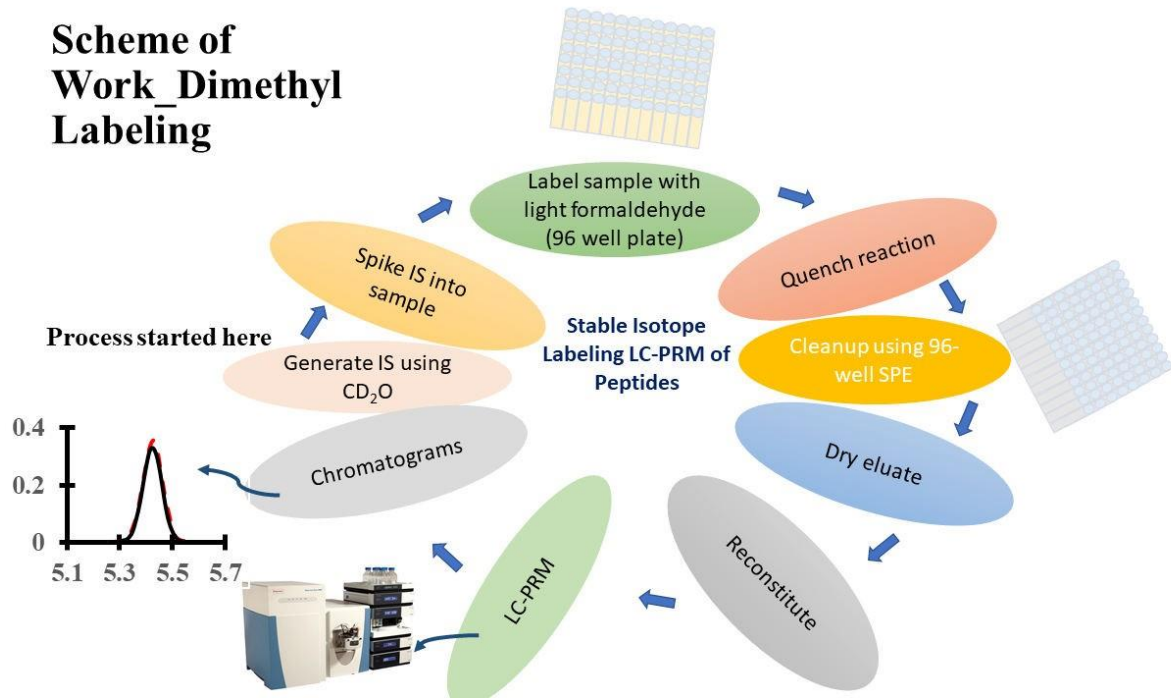 Scheme of
Work_Dimethyl
Labeling
Label sample with
light formaldehyde
(96 well plate)
Quench reaction
Spike IS into
sample
Process started here
Stable Isotope
Labeling LC-PRM of
Peptides
Cleanup using 96-
well SPE
Generate IS using
CD₂O
Dry eluate
Chromatograms
Reconstitute
LC-PRM
0.4
0.2
0
5.1 5.3 5.5 5.7